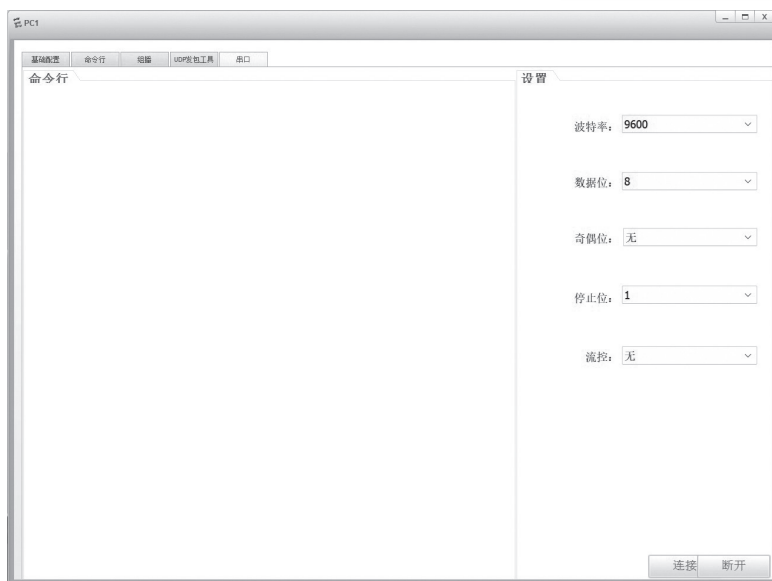 PC1
基础配置 命令行 组播 UDP发包工具 串口
命令行
设置
波特率： 9600
数据位： 8
奇偶位： 无
停止位： 1
流控： 无
连接 断开